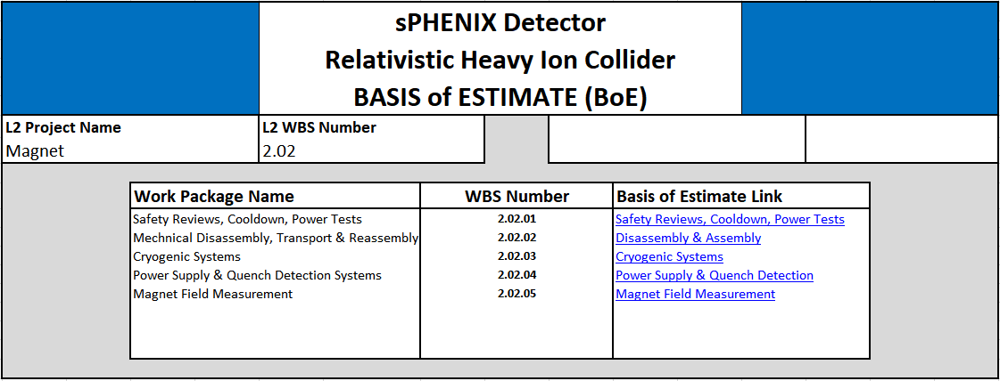 sPHENIX Detector
Relativistic Heavy Ion Collider
BASIS of ESTIMATE (BoE)
L2 Project Name L2 WBS Number
Magnet 2.02
Work Package Name WBS Number Basis of Estimate Link
Safety Reviews, Cooldown, Power Tests 2.02.01 Safety Reviews, Cooldown, Power Tests
Mechnical Disassembly, Transport & Reassembly 2.02.02 Disassembly & Assembly
Cryogenic Systems 2.02.03 Cryogenic Systems
Power Supply & Quench Detection Systems 2.02.04 Power Supply & Quench Detection
Magnet Field Measurement 2.02.05 Magnet Field Measurement